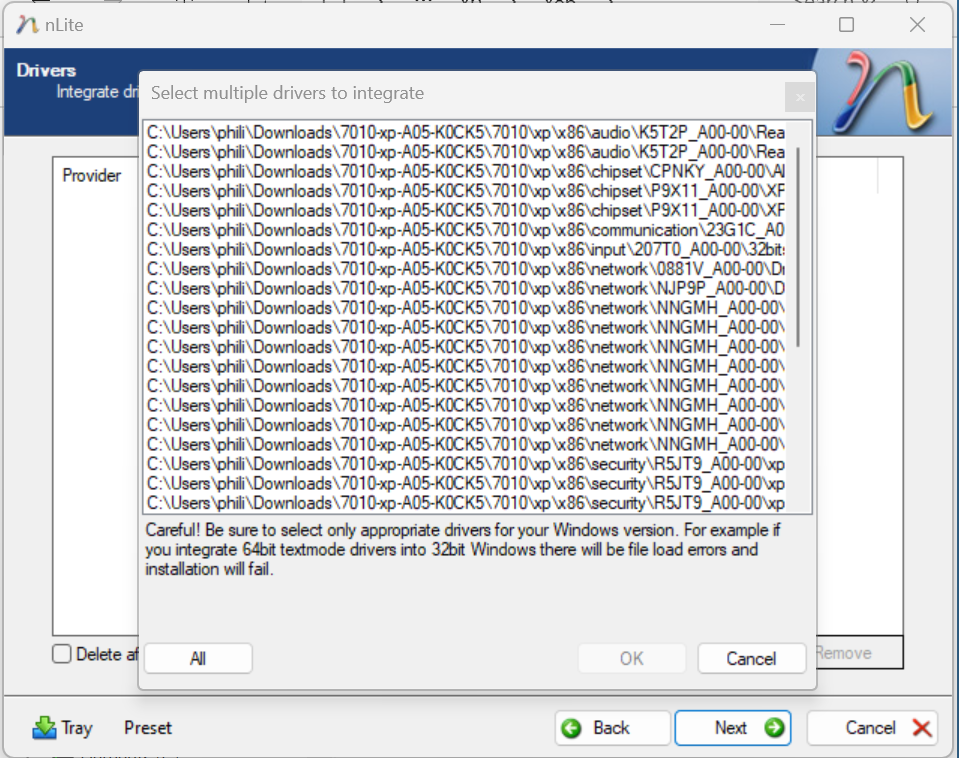 nLite
Drivers
Integrate dri
Select multiple drivers to integrate
Provider
C:\Users\phili\Downloads\7010-xp-A05-K0CK5\7010\xp\x86\audio\K5T2P_A00-00\Rea
C:\Users\phili\Downloads\7010-xp-A05-K0CK5\7010\xp\x86\audio\K5T2P_A00-00\Rea
C:\Users\phili\Downloads\7010-xp-A05-K0CK5\7010\xp\x86\chipset\CPNKY_A00-00\Al
C:\Users\phili\Downloads\7010-xp-A05-K0CK5\7010\xp\x86\chipset\P9X11_A00-00\XP
C:\Users\phili\Downloads\7010-xp-A05-K0CK5\7010\xp\x86\chipset\P9X11_A00-00\XP
C:\Users\phili\Downloads\7010-xp-A05-K0CK5\7010\xp\x86\communication\23G1C_A0
C:\Users\phili\Downloads\7010-xp-A05-K0CK5\7010\xp\x86\input\207T0_A00-00\32bits
C:\Users\phili\Downloads\7010-xp-A05-K0CK5\7010\xp\x86\network\0881V_A00-00\Dr
C:\Users\phili\Downloads\7010-xp-A05-K0CK5\7010\xp\x86\network\NJP9P_A00-00\D
C:\Users\phili\Downloads\7010-xp-A05-K0CK5\7010\xp\x86\network\NNGMH_A00-00\
C:\Users\phili\Downloads\7010-xp-A05-K0CK5\7010\xp\x86\network\NNGMH_A00-00\
C:\Users\phili\Downloads\7010-xp-A05-K0CK5\7010\xp\x86\network\NNGMH_A00-00\
C:\Users\phili\Downloads\7010-xp-A05-K0CK5\7010\xp\x86\network\NNGMH_A00-00\
C:\Users\phili\Downloads\7010-xp-A05-K0CK5\7010\xp\x86\network\NNGMH_A00-00\
C:\Users\phili\Downloads\7010-xp-A05-K0CK5\7010\xp\x86\network\NNGMH_A00-00\
C:\Users\phili\Downloads\7010-xp-A05-K0CK5\7010\xp\x86\network\NNGMH_A00-00\
C:\Users\phili\Downloads\7010-xp-A05-K0CK5\7010\xp\x86\network\NNGMH_A00-00\
C:\Users\phili\Downloads\7010-xp-A05-K0CK5\7010\xp\x86\security\R5JT9_A00-00\xp
C:\Users\phili\Downloads\7010-xp-A05-K0CK5\7010\xp\x86\security\R5JT9_A00-00\xp
C:\Users\phili\Downloads\7010-xp-A05-K0CK5\7010\xp\x86\security\R5JT9_A00-00\xp
Careful! Be sure to select only appropriate drivers for your Windows version. For example if
you integrate 64bit textmode drivers into 32bit Windows there will be file load errors and
installation will fail.
Delete af
All
OK
Cancel
Remove
Tray
Preset
Back
Next
Cancel